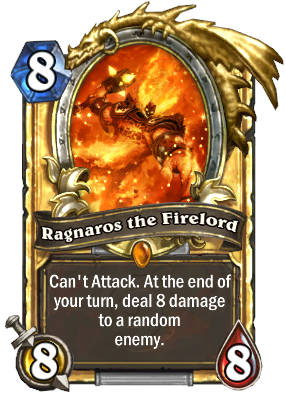 8
Ragnaros the Firelord
Can't Attack. At the end of
your turn, deal 8 damage
to a random
enemy.
8
8